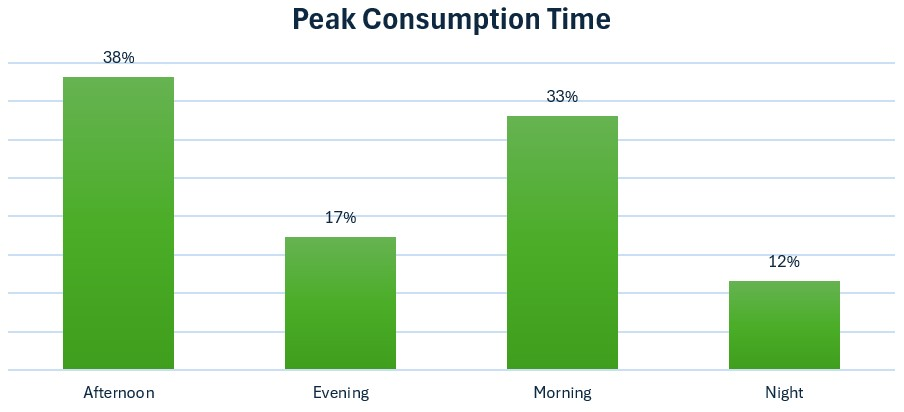 Peak Consumption Time
38%
17%
33%
12%
Afternoon
Evening
Morning
Night